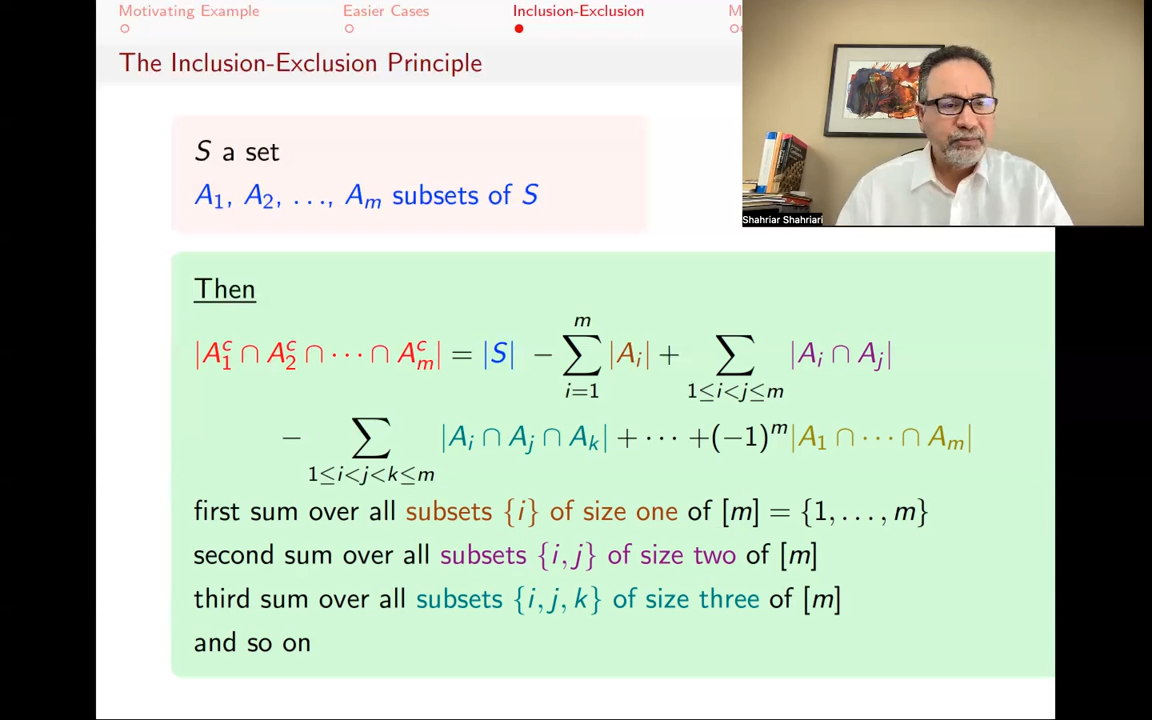 Motivating Example Easier Cases Inclusion-Exclusion M
The Inclusion-Exclusion Principle
S a set
A₁, A₂, ..., Aₘ subsets of S
Shahriar Shahriari
Then
|A₁ᶜ ∩ A₂ᶜ ∩ ··· ∩ Aₘᶜ| = |S| − ∑_{i=1}^{m} |Aᵢ| + ∑_{1≤i<j≤m} |Aᵢ ∩ Aⱼ|
− ∑_{1≤i<j<k≤m} |Aᵢ ∩ Aⱼ ∩ Aₖ| + ··· +(−1)ᵐ|A₁ ∩ ··· ∩ Aₘ|
first sum over all subsets {i} of size one of [m] = {1, ..., m}
second sum over all subsets {i, j} of size two of [m]
third sum over all subsets {i, j, k} of size three of [m]
and so on